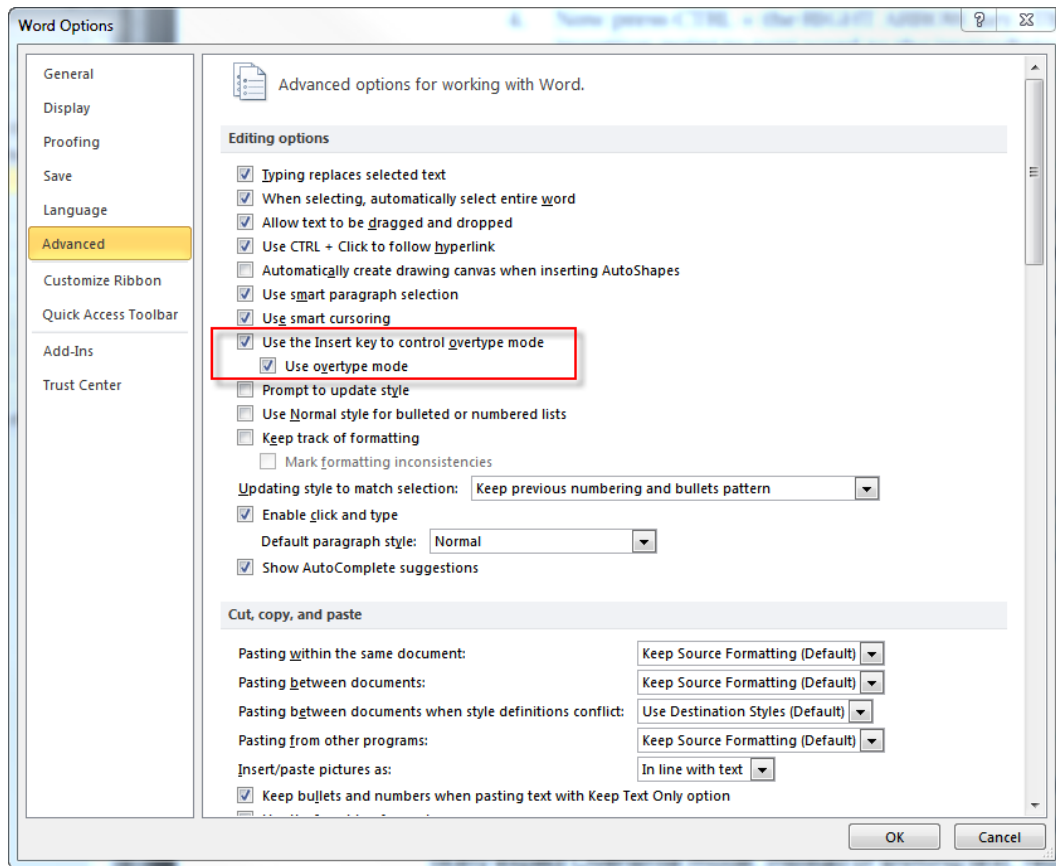 Word Options
General
Display
Proofing
Save
Language
Advanced
Customize Ribbon
Quick Access Toolbar
Add-Ins
Trust Center
Advanced options for working with Word.
Editing options
Typing replaces selected text
When selecting, automatically select entire word
Allow text to be dragged and dropped
Use CTRL + Click to follow hyperlink
Automatically create drawing canvas when inserting AutoShapes
Use smart paragraph selection
Use smart cursoring
Use the Insert key to control overtype mode
Use overtype mode
Prompt to update style
Use Normal style for bulleted or numbered lists
Keep track of formatting
Mark formatting inconsistencies
Updating style to match selection: Keep previous numbering and bullets pattern
Enable click and type
Default paragraph style: Normal
Show AutoComplete suggestions
Cut, copy, and paste
Pasting within the same document: Keep Source Formatting (Default)
Pasting between documents: Keep Source Formatting (Default)
Pasting between documents when style definitions conflict: Use Destination Styles (Default)
Pasting from other programs: Keep Source Formatting (Default)
Insert/paste pictures as: In line with text
Keep bullets and numbers when pasting text with Keep Text Only option
OK Cancel